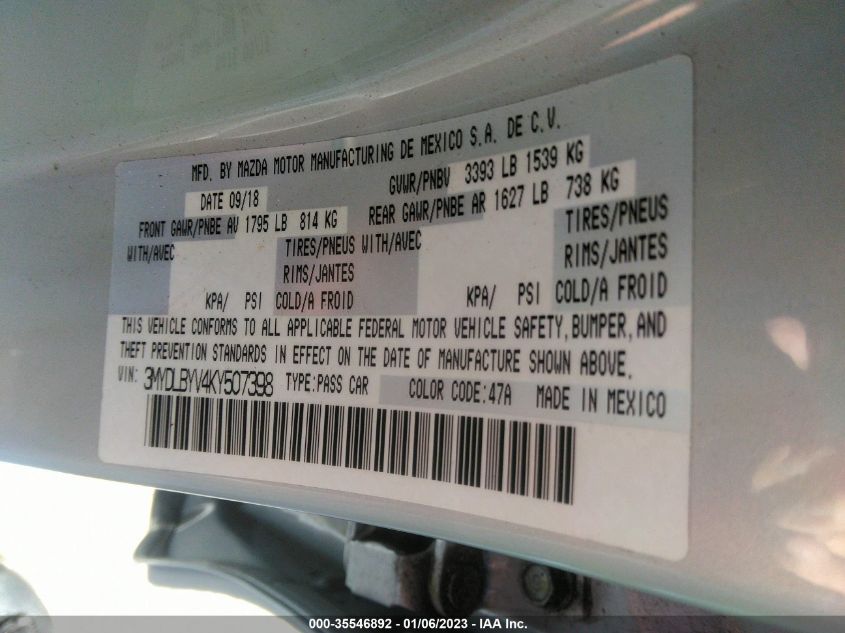 MFD. BY MAZDA MOTOR MANUFACTURING DE MEXICO S.A. DE C.V.
DATE 09/18 GVWR/PNBV 3393 LB 1539 KG
FRONT GAWR/PNBE AV 1795 LB 814 KG REAR GAWR/PNBE AR 1627 LB 738 KG
WITH/AVEC TIRES/PNEUS WITH/AVEC TIRES/PNEUS
RIMS/JANTES RIMS/JANTES
KPA/ PSI COLD/A FROID KPA/ PSI COLD/A FROID
THIS VEHICLE CONFORMS TO ALL APPLICABLE FEDERAL MOTOR VEHICLE SAFETY, BUMPER, AND
THEFT PREVENTION STANDARDS IN EFFECT ON THE DATE OF MANUFACTURE SHOWN ABOVE.
VIN: 3MYDLBYV4KY507398 TYPE:PASS CAR COLOR CODE:47A MADE IN MEXICO
000-35546892 - 01/06/2023 - IAA Inc.